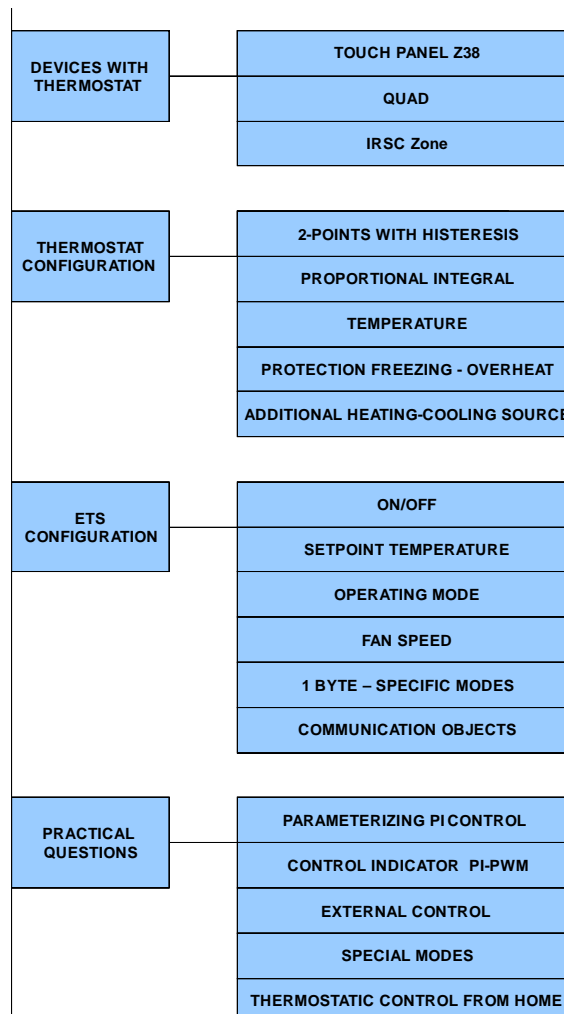 DEVICES WITH
THERMOSTAT
TOUCH PANEL Z38
QUAD
IRSC Zone
THERMOSTAT
CONFIGURATION
2-POINTS WITH HISTERESIS
PROPORTIONAL INTEGRAL
TEMPERATURE
PROTECTION FREEZING - OVERHEAT
ADDITIONAL HEATING-COOLING SOURCE
ETS
CONFIGURATION
ON/OFF
SETPOINT TEMPERATURE
OPERATING MODE
FAN SPEED
1 BYTE – SPECIFIC MODES
COMMUNICATION OBJECTS
PRACTICAL
QUESTIONS
PARAMETERIZING PI CONTROL
CONTROL INDICATOR PI-PWM
EXTERNAL CONTROL
SPECIAL MODES
THERMOSTATIC CONTROL FROM HOME